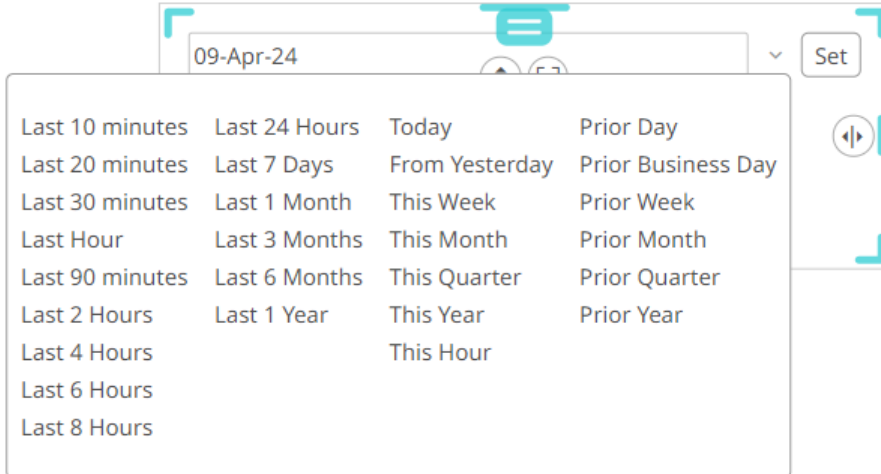 09-Apr-24
Set
Last 10 minutes Last 24 Hours Today Prior Day
Last 20 minutes Last 7 Days From Yesterday Prior Business Day
Last 30 minutes Last 1 Month This Week Prior Week
Last Hour Last 3 Months This Month Prior Month
Last 90 minutes Last 6 Months This Quarter Prior Quarter
Last 2 Hours Last 1 Year This Year Prior Year
Last 4 Hours This Hour
Last 6 Hours
Last 8 Hours